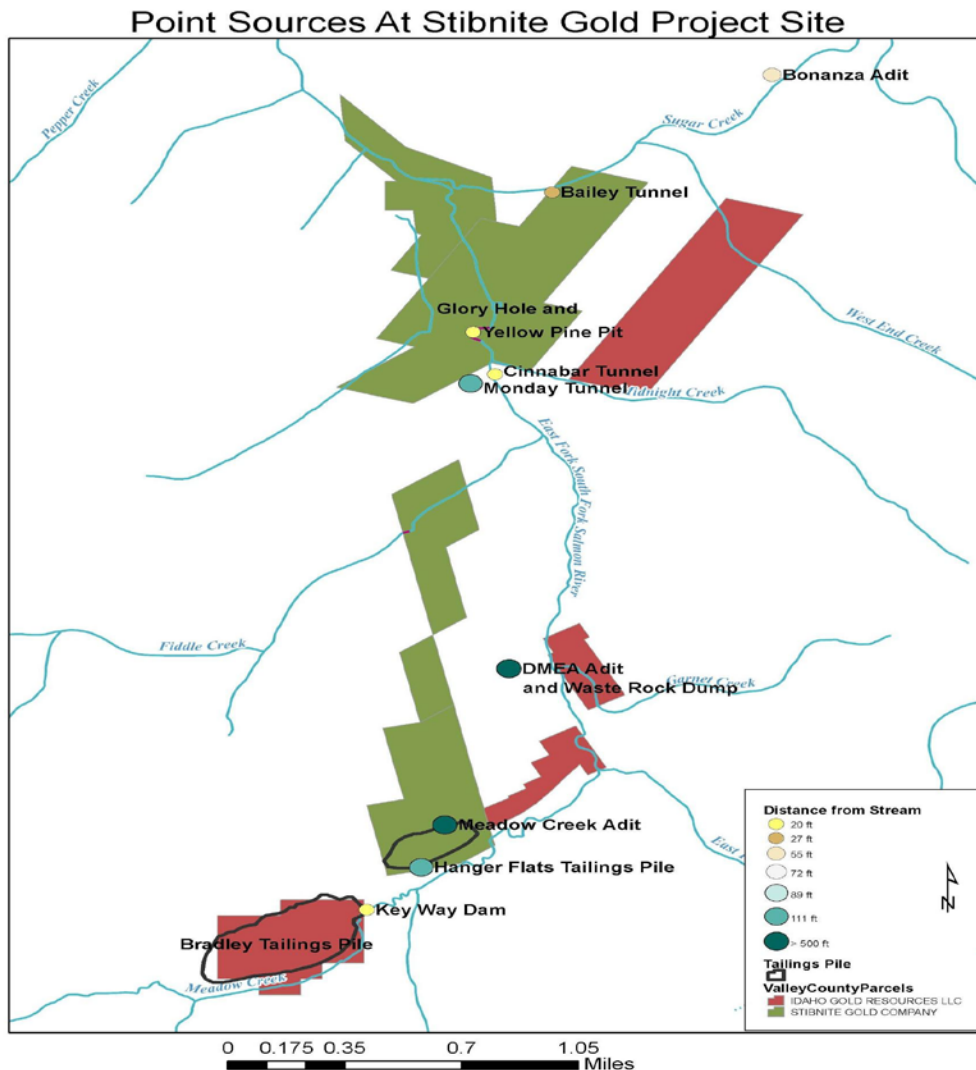 Point Sources At Stibnite Gold Project Site
Pepper Creek
Bonanza Adit
Sugar Creek
Bailey Tunnel
Glory Hole and
Yellow Pine Pit
West End Creek
Cinnabar Tunnel
Monday Tunnel
Midnight Creek
East Fork South Fork Salmon River
Fiddle Creek
DMEA Adit
and Waste Rock Dump
Garnet Creek
Meadow Creek Adit
Hanger Flats Tailings Pile
East
Key Way Dam
Bradley Tailings Pile
Meadow Creek
Distance from Stream
20 ft
27 ft
55 ft
72 ft
89 ft
111 ft
> 500 ft
Tailings Pile
ValleyCountyParcels
IDAHO GOLD RESOURCES LLC
STIBNITE GOLD COMPANY
N
0 0.175 0.35 0.7 1.05
Miles